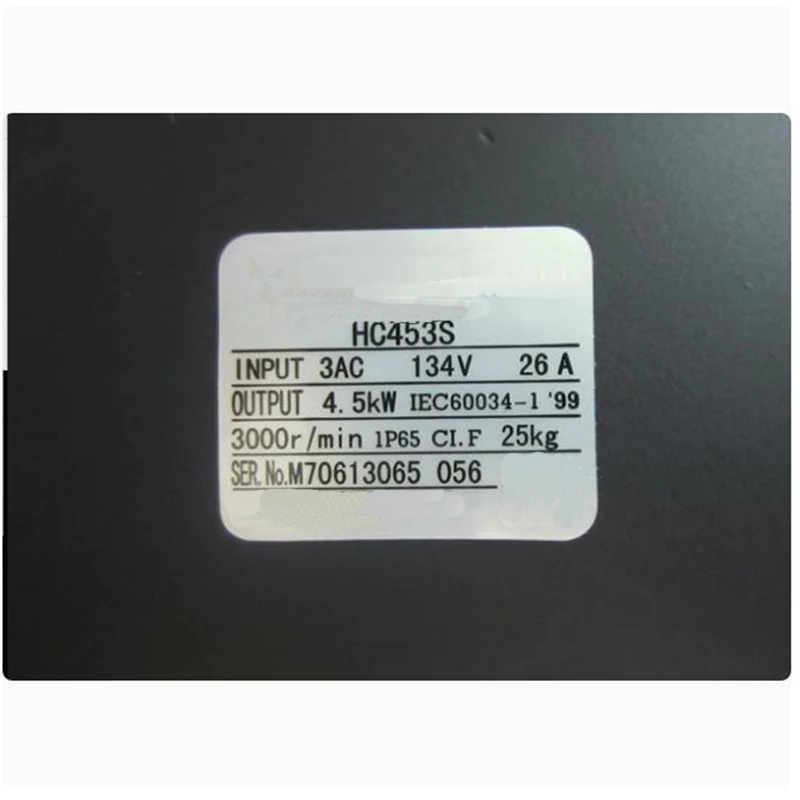 HC453S
INPUT 3AC 134V 26 A
OUTPUT 4.5kW IEC60034-1 '99
3000r/min 1P65 CI.F 25kg
SER.No.M70613065 056